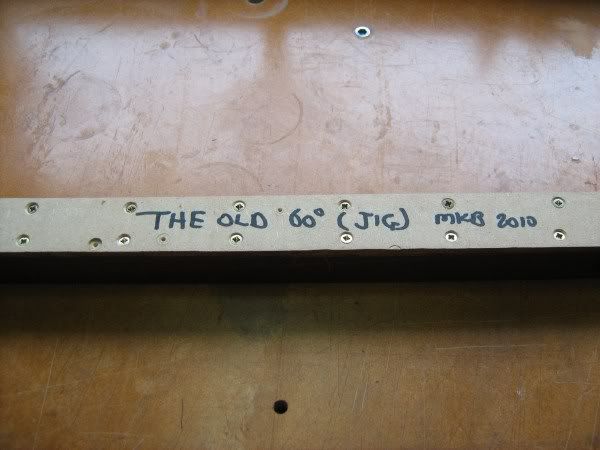 THE OLD 60° (JIG) MKB 2010